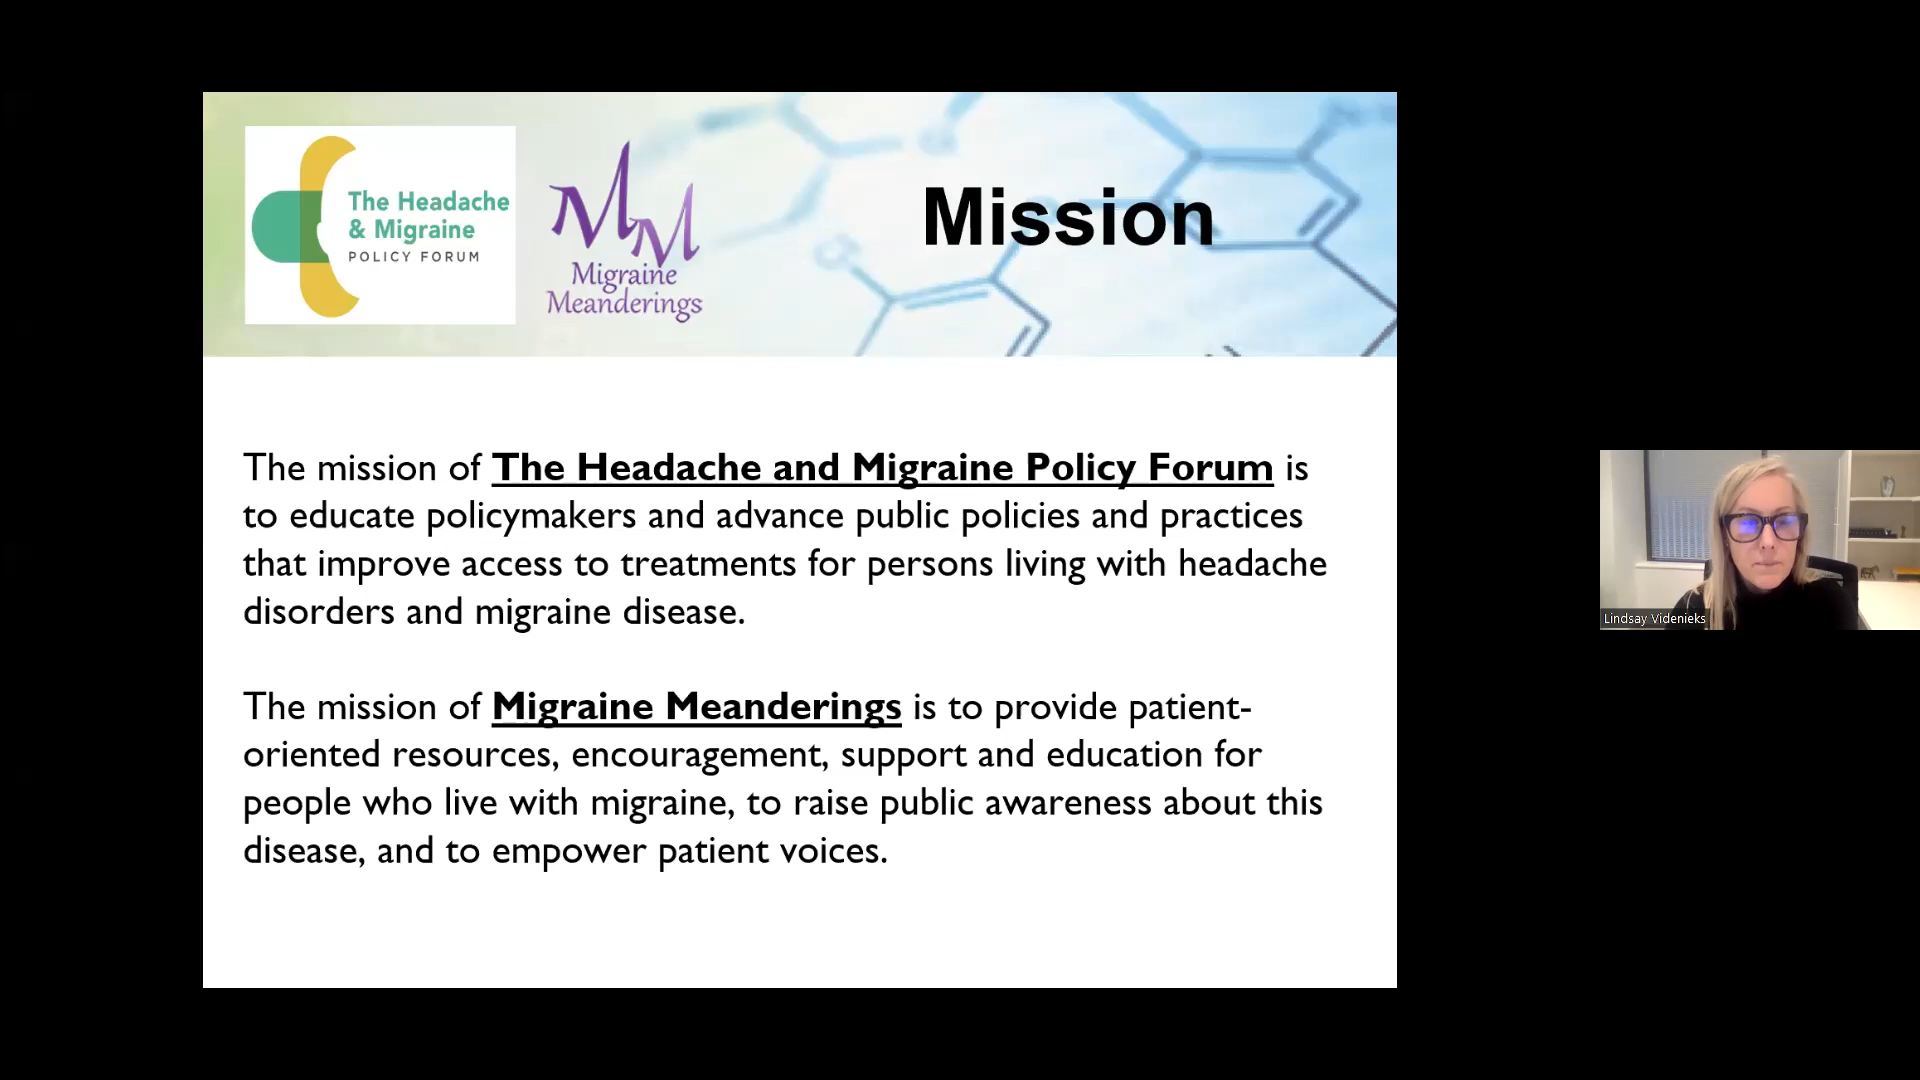 The Headache
& Migraine
POLICY FORUM
MM
Migraine
Meanderings
Mission
The mission of The Headache and Migraine Policy Forum is
to educate policymakers and advance public policies and practices
that improve access to treatments for persons living with headache
disorders and migraine disease.
The mission of Migraine Meanderings is to provide patient-
oriented resources, encouragement, support and education for
people who live with migraine, to raise public awareness about this
disease, and to empower patient voices.
Lindsay Videnieks